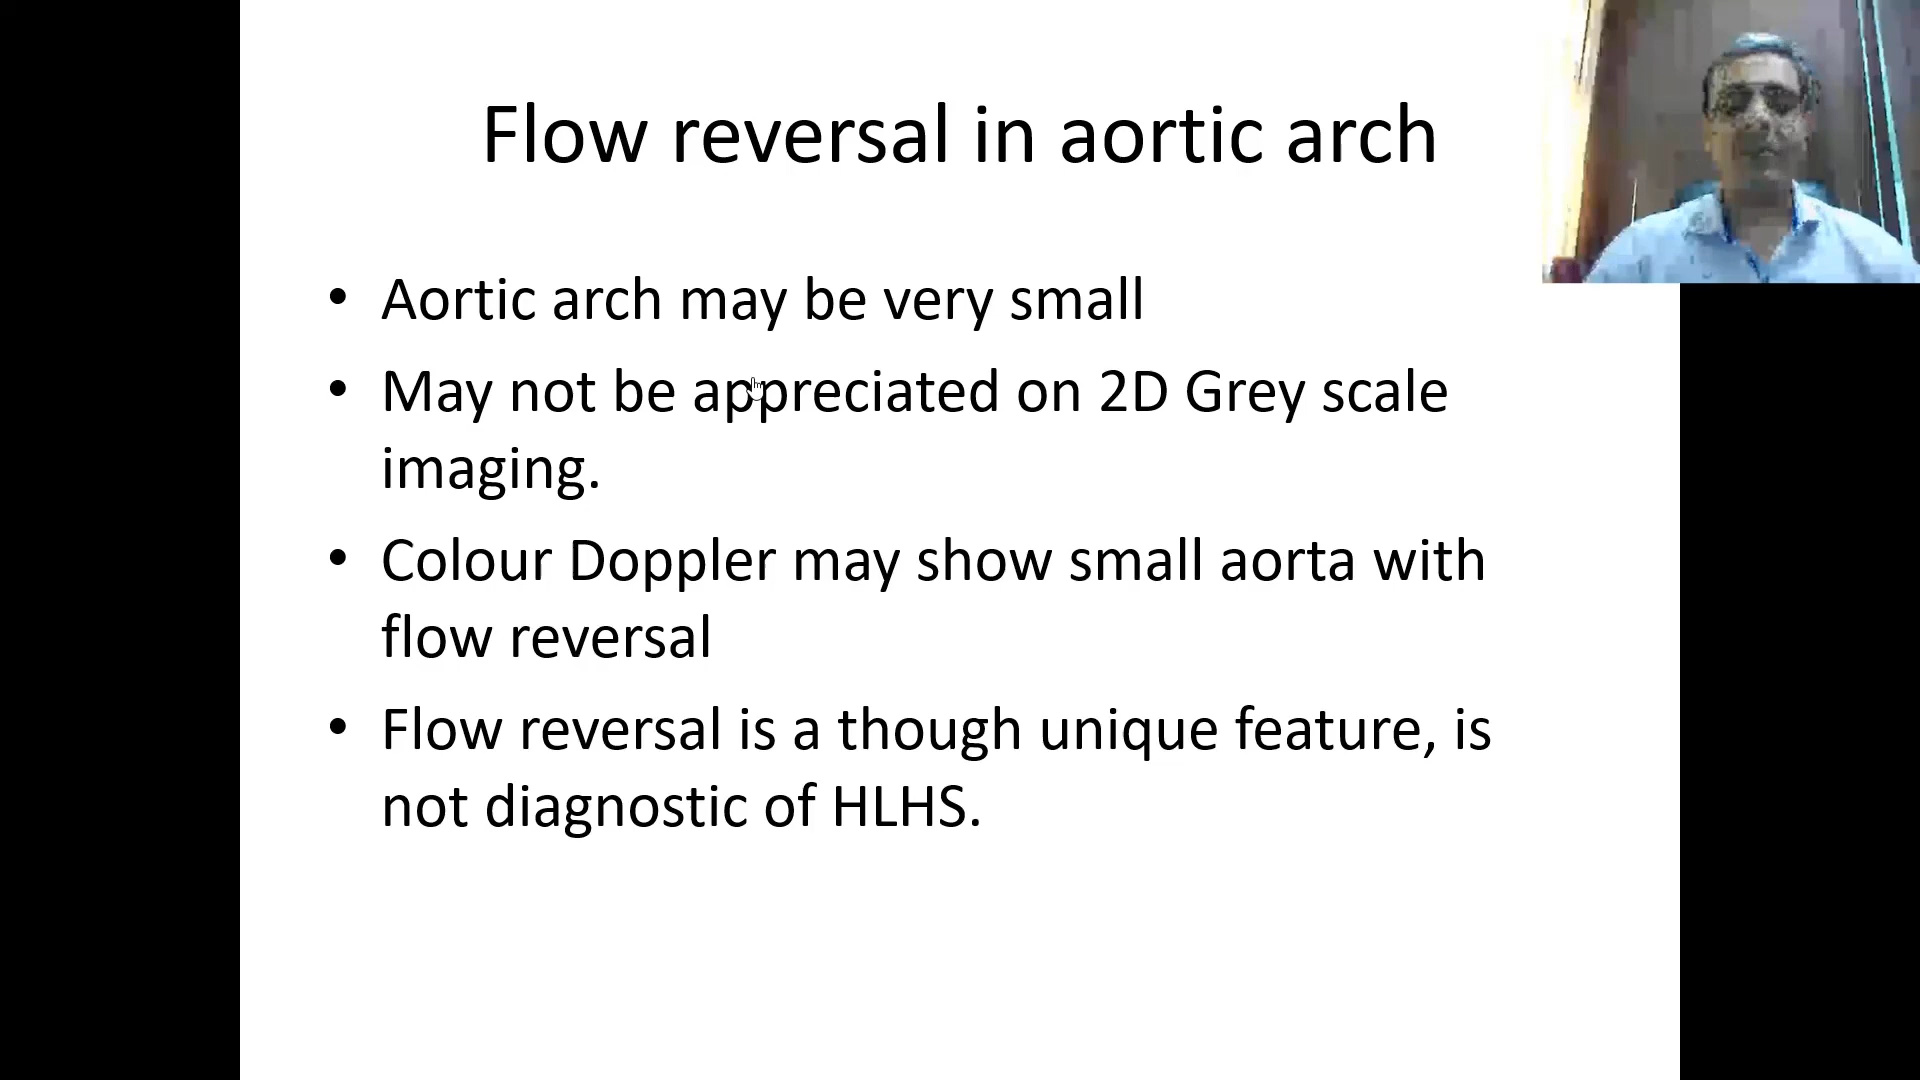 Flow reversal in aortic arch
• Aortic arch may be very small
• May not be appreciated on 2D Grey scale
imaging.
• Colour Doppler may show small aorta with
flow reversal
• Flow reversal is a though unique feature, is
not diagnostic of HLHS.